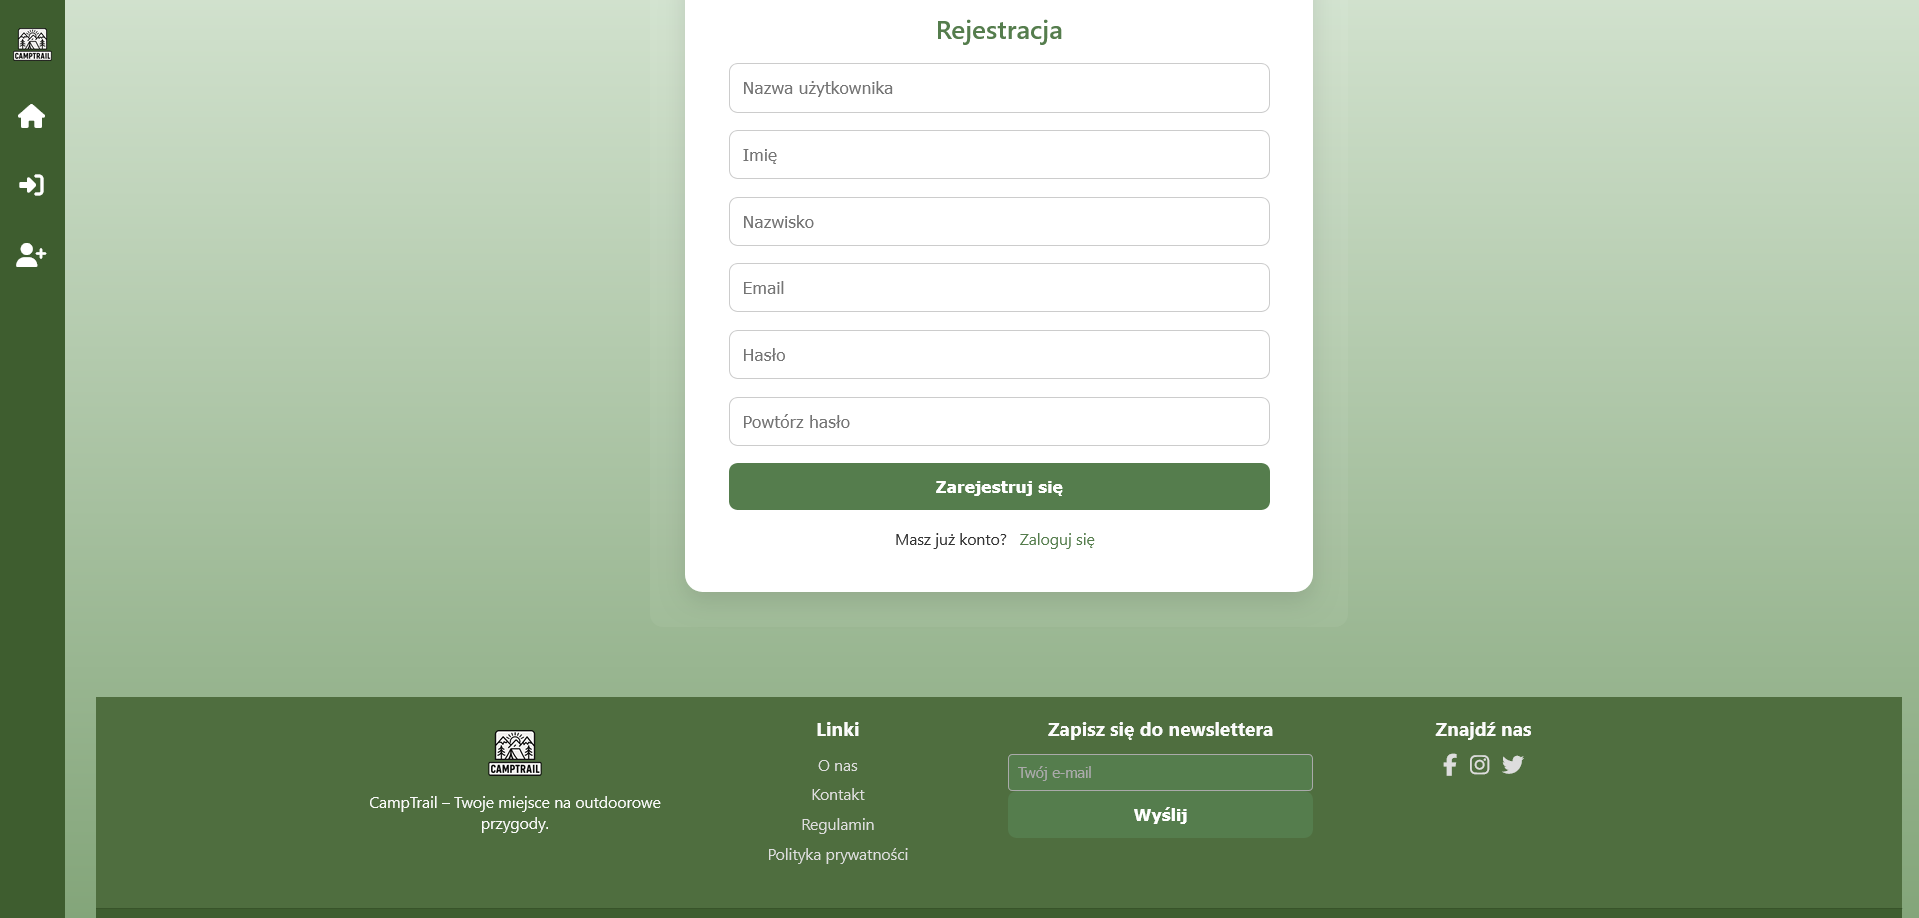 CAMPTRAIL
Rejestracja
Nazwa użytkownika
Imię
Nazwisko
Email
Hasło
Powtórz hasło
Zarejestruj się
Masz już konto? Zaloguj się
CAMPTRAIL
CampTrail – Twoje miejsce na outdoorowe
przygody.
Linki
O nas
Kontakt
Regulamin
Polityka prywatności
Zapisz się do newslettera
Twój e-mail
Wyślij
Znajdź nas